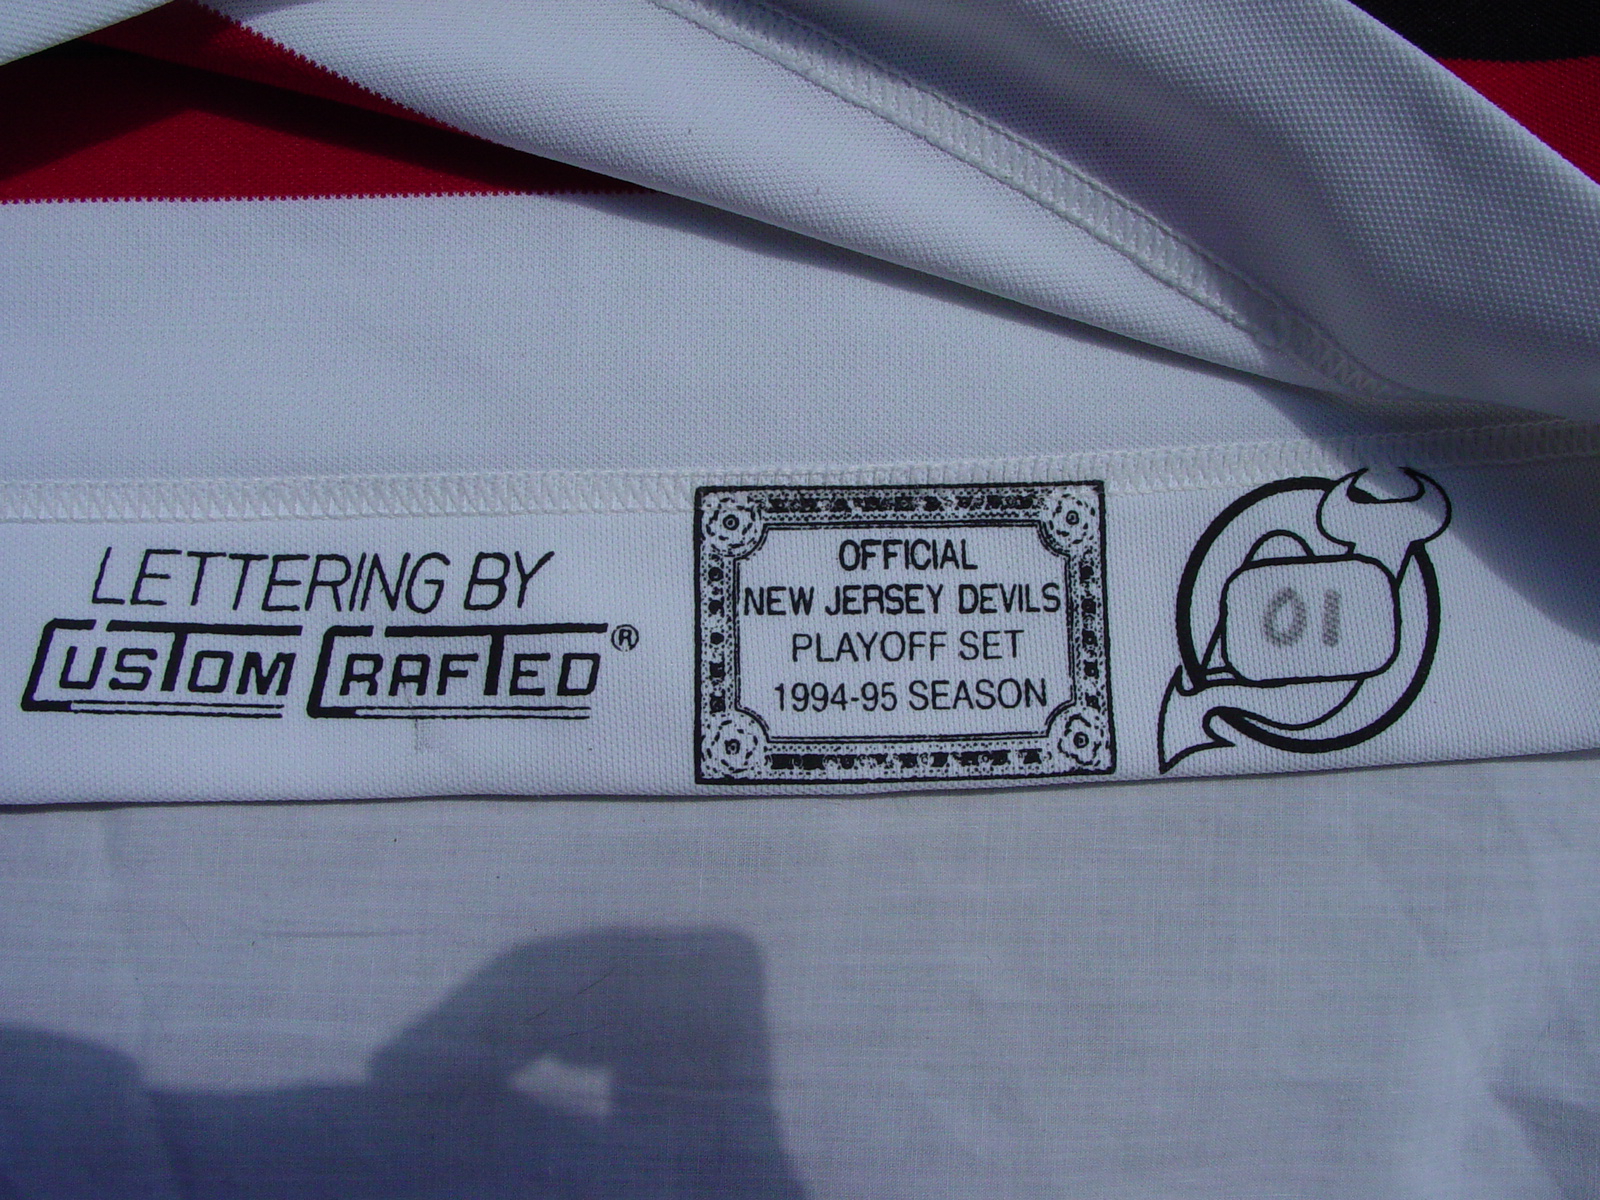 LETTERING BY
CUSTOM CRAFTED®
OFFICIAL
NEW JERSEY DEVILS
PLAYOFF SET
1994-95 SEASON
01